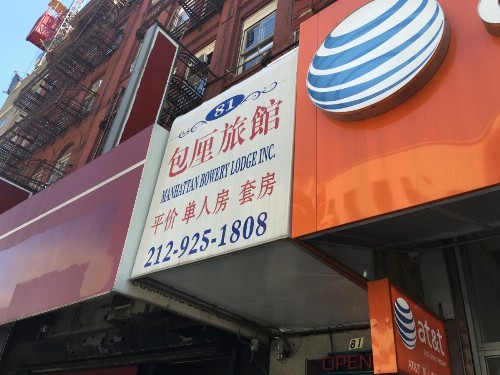 81
包厘旅館
MANHATTAN BOWERY LODGE INC.
平价 单人房 套房
212-925-1808
81
OPEN
at&t